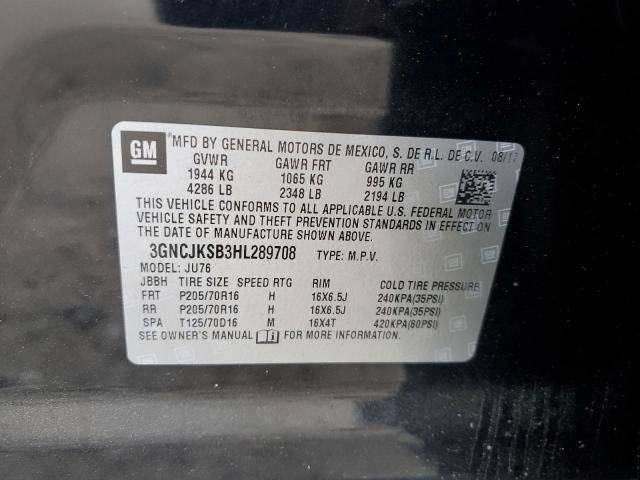 GM
®MFD BY GENERAL MOTORS DE MEXICO, S. DE R.L. DE C.V. 08/17
GVWR GAWR FRT GAWR RR
1944 KG 1065 KG 995 KG
4286 LB 2348 LB 2194 LB
THIS VEHICLE CONFORMS TO ALL APPLICABLE U.S. FEDERAL MOTOR
VEHICLE SAFETY AND THEFT PREVENTION STANDARDS IN EFFECT ON
THE DATE OF MANUFACTURE SHOWN ABOVE.
3GNCJKSB3HL289708 TYPE: M.P.V.
MODEL: JU76
JBBH TIRE SIZE SPEED RTG RIM COLD TIRE PRESSURE
FRT P205/70R16 H 16X6.5J 240KPA(35PSI)
RR P205/70R16 H 16X6.5J 240KPA(35PSI)
SPA T125/70D16 M 16X4T 420KPA(60PSI)
SEE OWNER'S MANUAL FOR MORE INFORMATION.